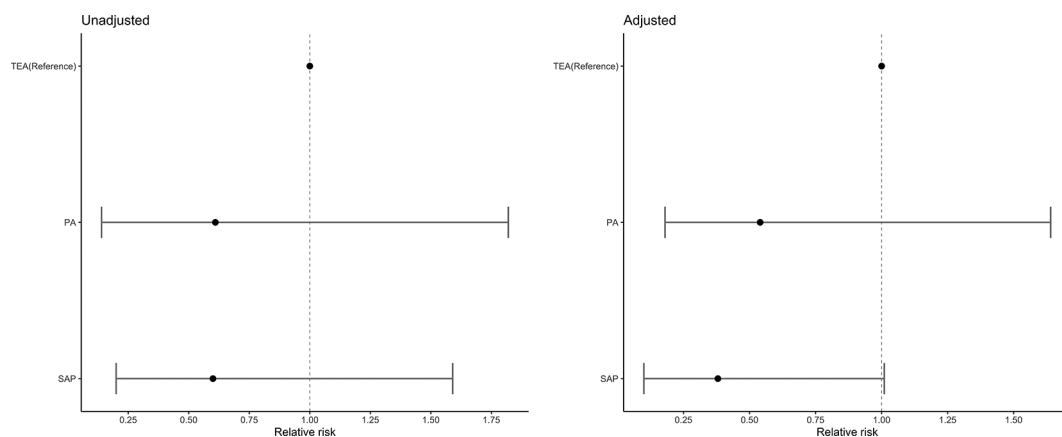 Unadjusted
TEA(Reference)
PA
SAP
0.25 0.50 0.75 1.00 1.25 1.50 1.75
Relative risk
Adjusted
TEA(Reference)
PA
SAP
0.25 0.50 0.75 1.00 1.25 1.50
Relative risk